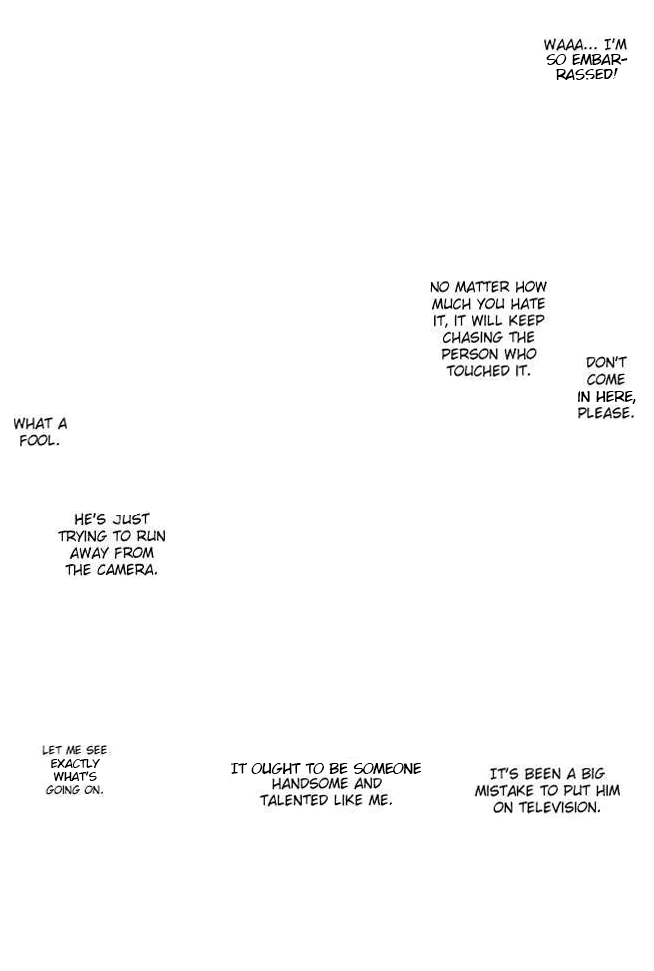 WAAA... I'M
SO EMBAR-
RASSED!
NO MATTER HOW
MUCH YOU HATE
IT, IT WILL KEEP
CHASING THE
PERSON WHO
TOUCHED IT.
DON'T
COME
IN HERE,
PLEASE.
WHAT A
FOOL.
HE'S JUST
TRYING TO RUN
AWAY FROM
THE CAMERA.
LET ME SEE
EXACTLY
WHAT'S
GOING ON.
IT OUGHT TO BE SOMEONE
HANDSOME AND
TALENTED LIKE ME.
IT'S BEEN A BIG
MISTAKE TO PUT HIM
ON TELEVISION.